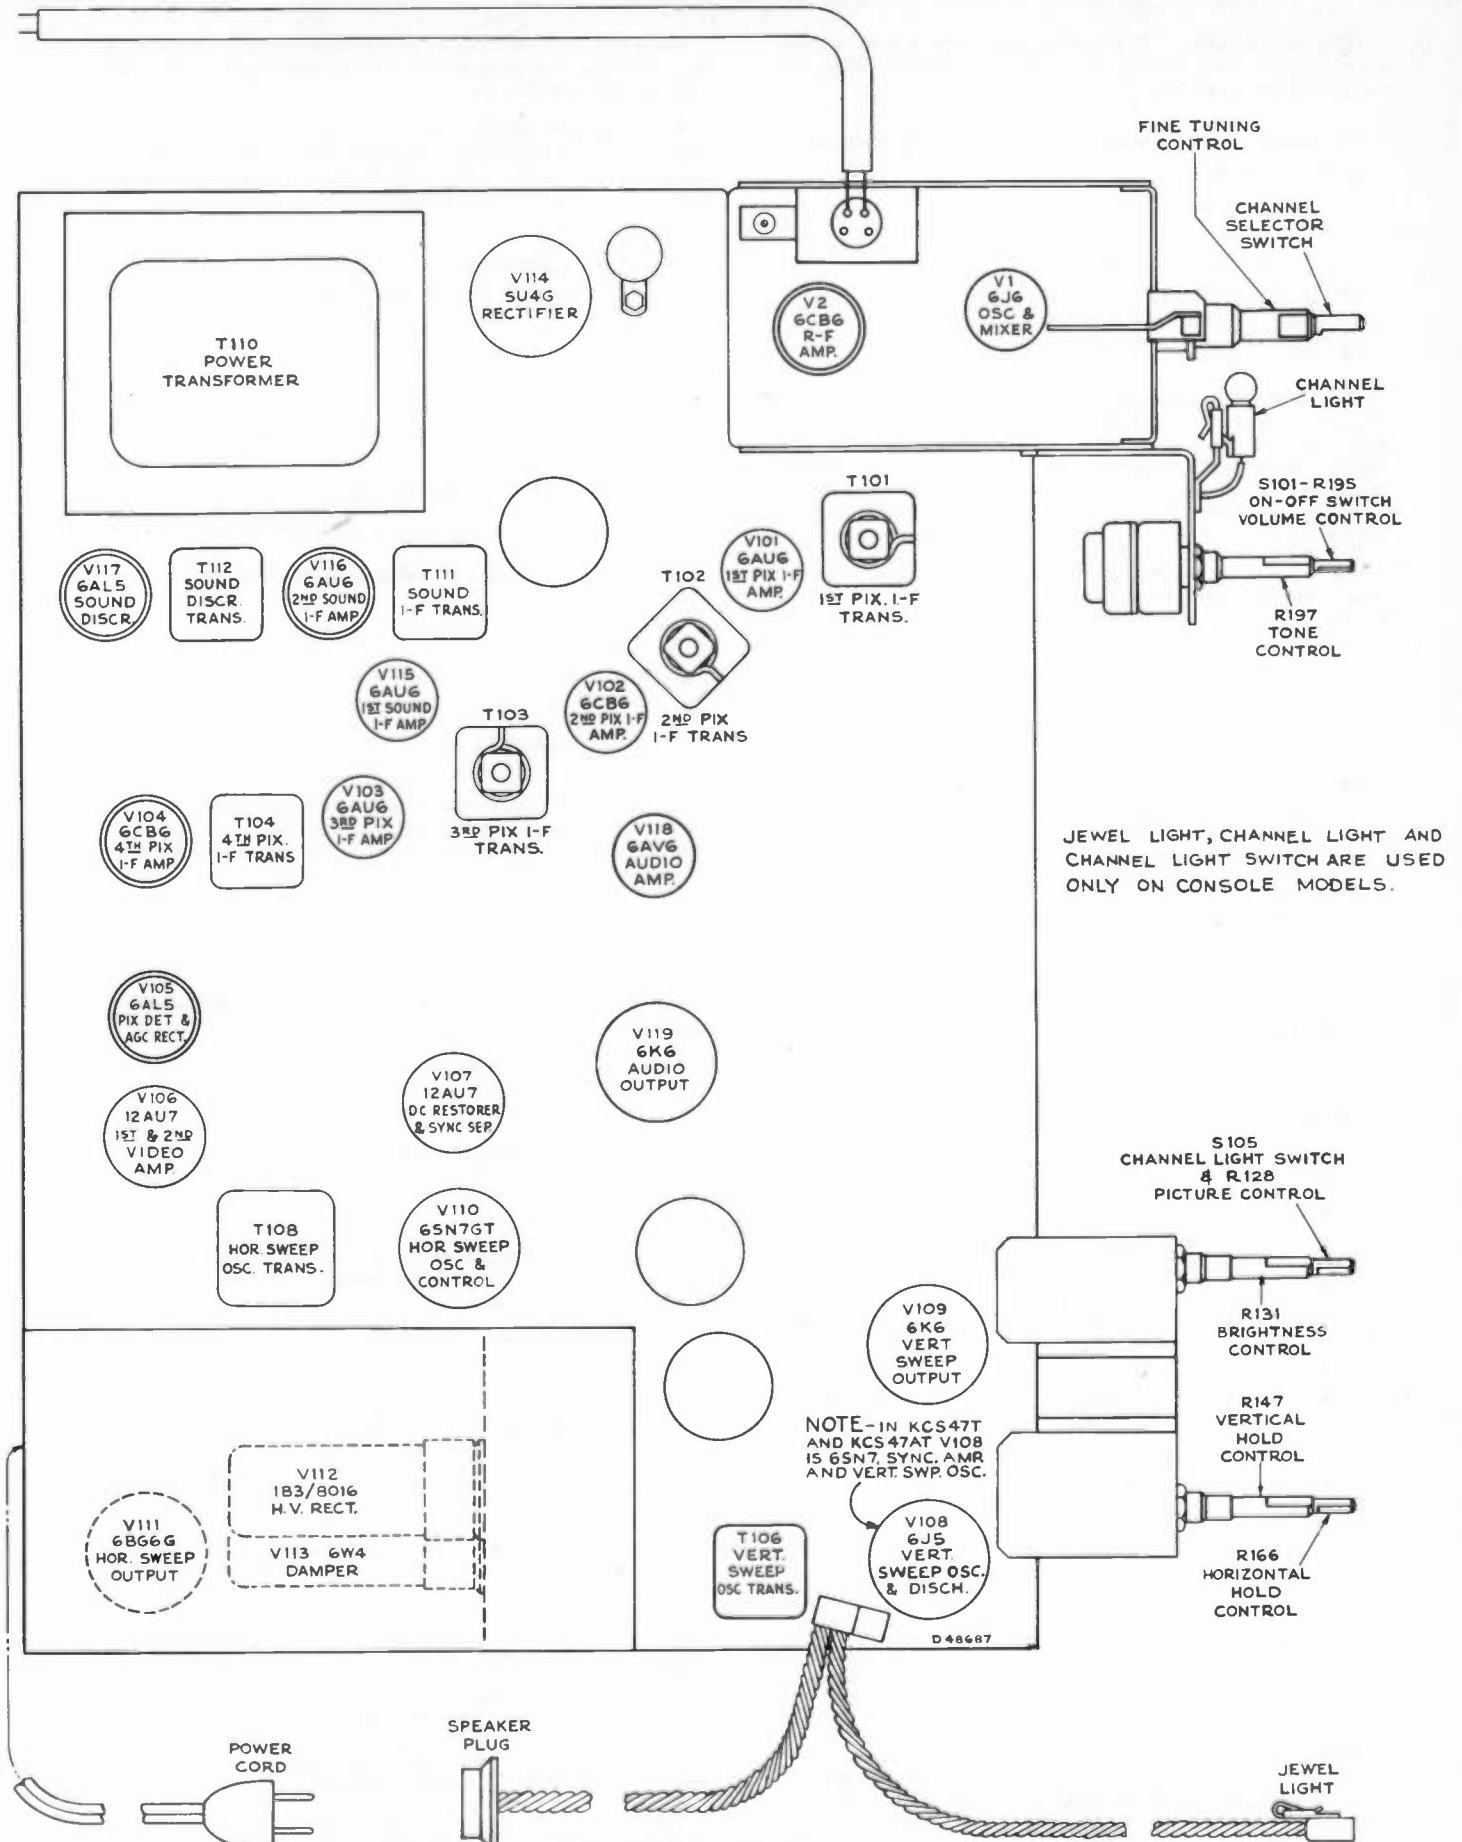 FINE TUNING
CONTROL
CHANNEL
SELECTOR
SWITCH
V114
5U4G
RECTIFIER
V2
6CB6
R-F
AMP.
V1
6J6
OSC &
MIXER
T110
POWER
TRANSFORMER
CHANNEL
LIGHT
S101-R195
ON-OFF SWITCH
VOLUME CONTROL
R197
TONE
CONTROL
T101
1ST PIX. I-F
TRANS.
V101
6AU6
1ST PIX I-F
AMP.
V117
6AL5
SOUND
DISCR.
T112
SOUND
DISCR.
TRANS.
V116
6AU6
2ND SOUND
I-F AMP
T111
SOUND
I-F TRANS.
T102
2ND PIX
I-F TRANS
V115
6AU6
1ST SOUND
I-F AMP.
V102
6CB6
2ND PIX I-F
AMP.
T103
3RD PIX I-F
TRANS.
V104
6CB6
4TH PIX
I-F AMP
T104
4TH PIX.
I-F TRANS
V103
6AU6
3RD PIX
I-F AMP
V118
6AV6
AUDIO
AMP.
JEWEL LIGHT, CHANNEL LIGHT AND
CHANNEL LIGHT SWITCH ARE USED
ONLY ON CONSOLE MODELS.
V105
6AL5
PIX DET &
AGC RECT.
V119
6K6
AUDIO
OUTPUT
V106
12AU7
1ST & 2ND
VIDEO
AMP.
V107
12AU7
DC RESTORER
& SYNC SEP.
S105
CHANNEL LIGHT SWITCH
& R128
PICTURE CONTROL
T108
HOR. SWEEP
OSC. TRANS.
V110
6SN7GT
HOR SWEEP
OSC &
CONTROL
V109
6K6
VERT
SWEEP
OUTPUT
R131
BRIGHTNESS
CONTROL
R147
VERTICAL
HOLD
CONTROL
NOTE-IN KCS47T
AND KCS47AT V108
IS 6SN7, SYNC. AMP.
AND VERT. SWP. OSC.
V112
1B3/8016
H.V. RECT.
V111
6BG6G
HOR. SWEEP
OUTPUT
V113 6W4
DAMPER
T106
VERT.
SWEEP
OSC TRANS.
V108
6J5
VERT.
SWEEP OSC.
& DISCH.
R166
HORIZONTAL
HOLD
CONTROL
D48687
POWER
CORD
SPEAKER
PLUG
JEWEL
LIGHT